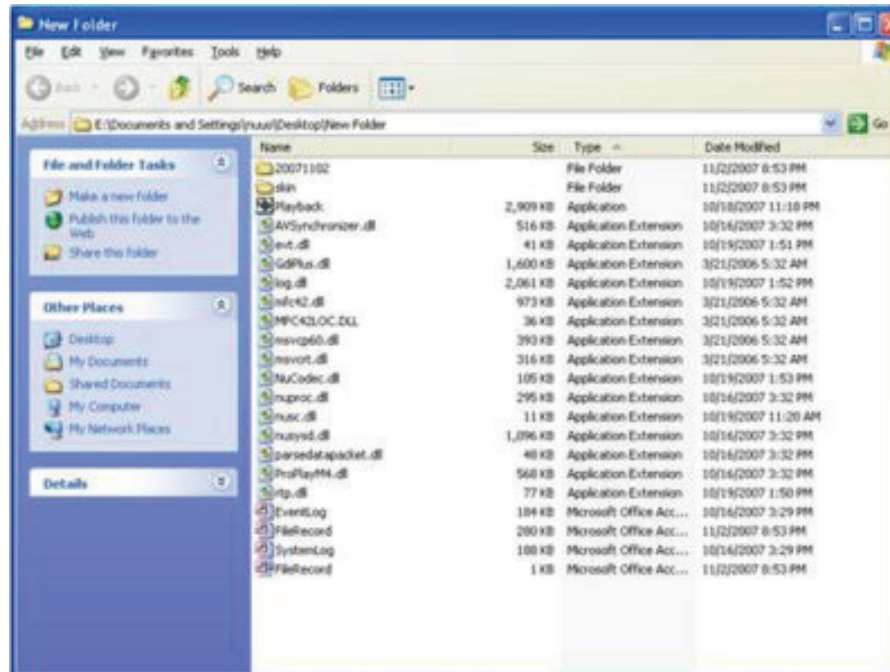 New Folder
File Edit View Favorites Tools Help
Back Search Folders
Address E:\Documents and Settings\nuuo\Desktop\New Folder Go
Name Size Type Date Modified
File and Folder Tasks
Make a new folder
Publish this folder to the Web
Share this folder
Other Places
Desktop
My Documents
Shared Documents
My Computer
My Network Places
Details
20071102 File Folder 11/2/2007 8:53 PM
skin File Folder 11/2/2007 8:53 PM
Playback 2,909 KB Application 10/18/2007 11:18 PM
AVSynchronizer.dll 516 KB Application Extension 10/16/2007 3:32 PM
evt.dll 41 KB Application Extension 10/19/2007 1:51 PM
GdiPlus.dll 1,600 KB Application Extension 3/21/2006 5:32 AM
log.dll 2,061 KB Application Extension 10/19/2007 1:52 PM
mfc42.dll 973 KB Application Extension 3/21/2006 5:32 AM
MFC42LOC.DLL 36 KB Application Extension 3/21/2006 5:32 AM
msvcp60.dll 393 KB Application Extension 3/21/2006 5:32 AM
msvcrt.dll 316 KB Application Extension 3/21/2006 5:32 AM
NuCodec.dll 105 KB Application Extension 10/19/2007 1:53 PM
nuproc.dll 295 KB Application Extension 10/16/2007 3:32 PM
nusc.dll 11 KB Application Extension 10/19/2007 11:20 AM
nusysd.dll 1,096 KB Application Extension 10/16/2007 3:32 PM
parsedatapacket.dll 48 KB Application Extension 10/16/2007 3:32 PM
ProPlayM4.dll 568 KB Application Extension 10/16/2007 3:32 PM
rtp.dll 77 KB Application Extension 10/19/2007 1:50 PM
EventLog 184 KB Microsoft Office Acc... 10/16/2007 3:29 PM
FileRecord 280 KB Microsoft Office Acc... 11/2/2007 8:53 PM
SystemLog 188 KB Microsoft Office Acc... 10/16/2007 3:29 PM
FileRecord 1 KB Microsoft Office Acc... 11/2/2007 8:53 PM